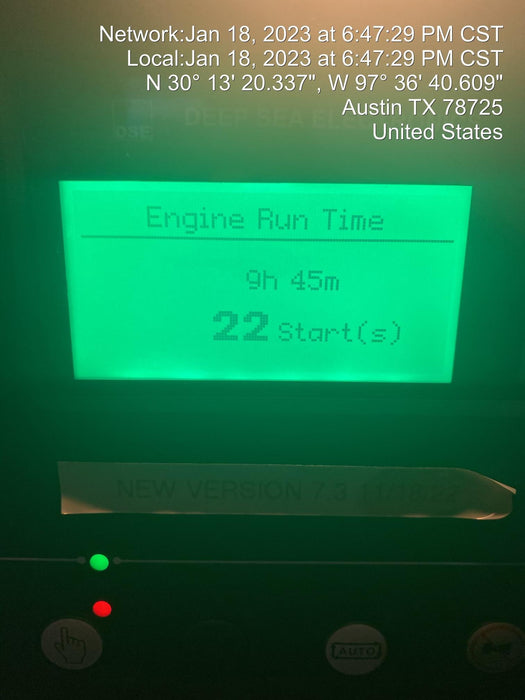 Network:Jan 18, 2023 at 6:47:29 PM CST
Local:Jan 18, 2023 at 6:47:29 PM CST
N 30° 13' 20.337", W 97° 36' 40.609"
Austin TX 78725
United States
DSE
DEEP SEA ELE
Engine Run Time
9h 45m
22 Start(s)
NEW VERSION 7.3 11/18/22
AUTO